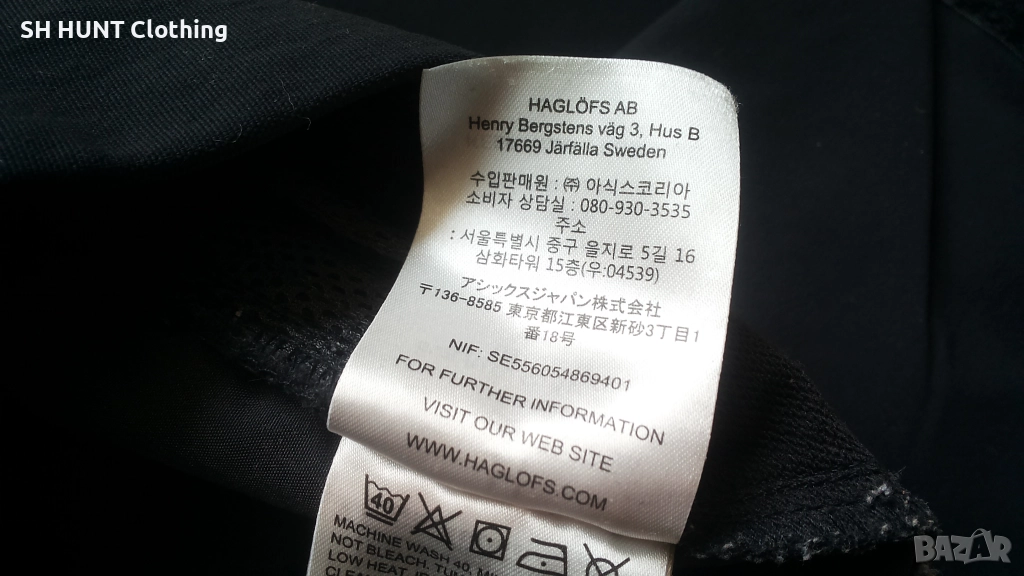 SH HUNT Clothing
HAGLÖFS AB
Henry Bergstens väg 3, Hus B
17669 Järfälla Sweden
수입판매원 : ㈜ 아식스코리아
소비자 상담실 : 080-930-3535
주소
: 서울특별시 중구 을지로 5길 16
삼화타워 15층(우:04539)
アシックスジャパン株式会社
〒136-8585 東京都江東区新砂3丁目1
番18号
NIF: SE556054869401
FOR FURTHER INFORMATION
VISIT OUR WEB SITE
WWW.HAGLOFS.COM
40
MACHINE WASH 40,
NOT BLEACH.
LOW HEAT,
BAZAR